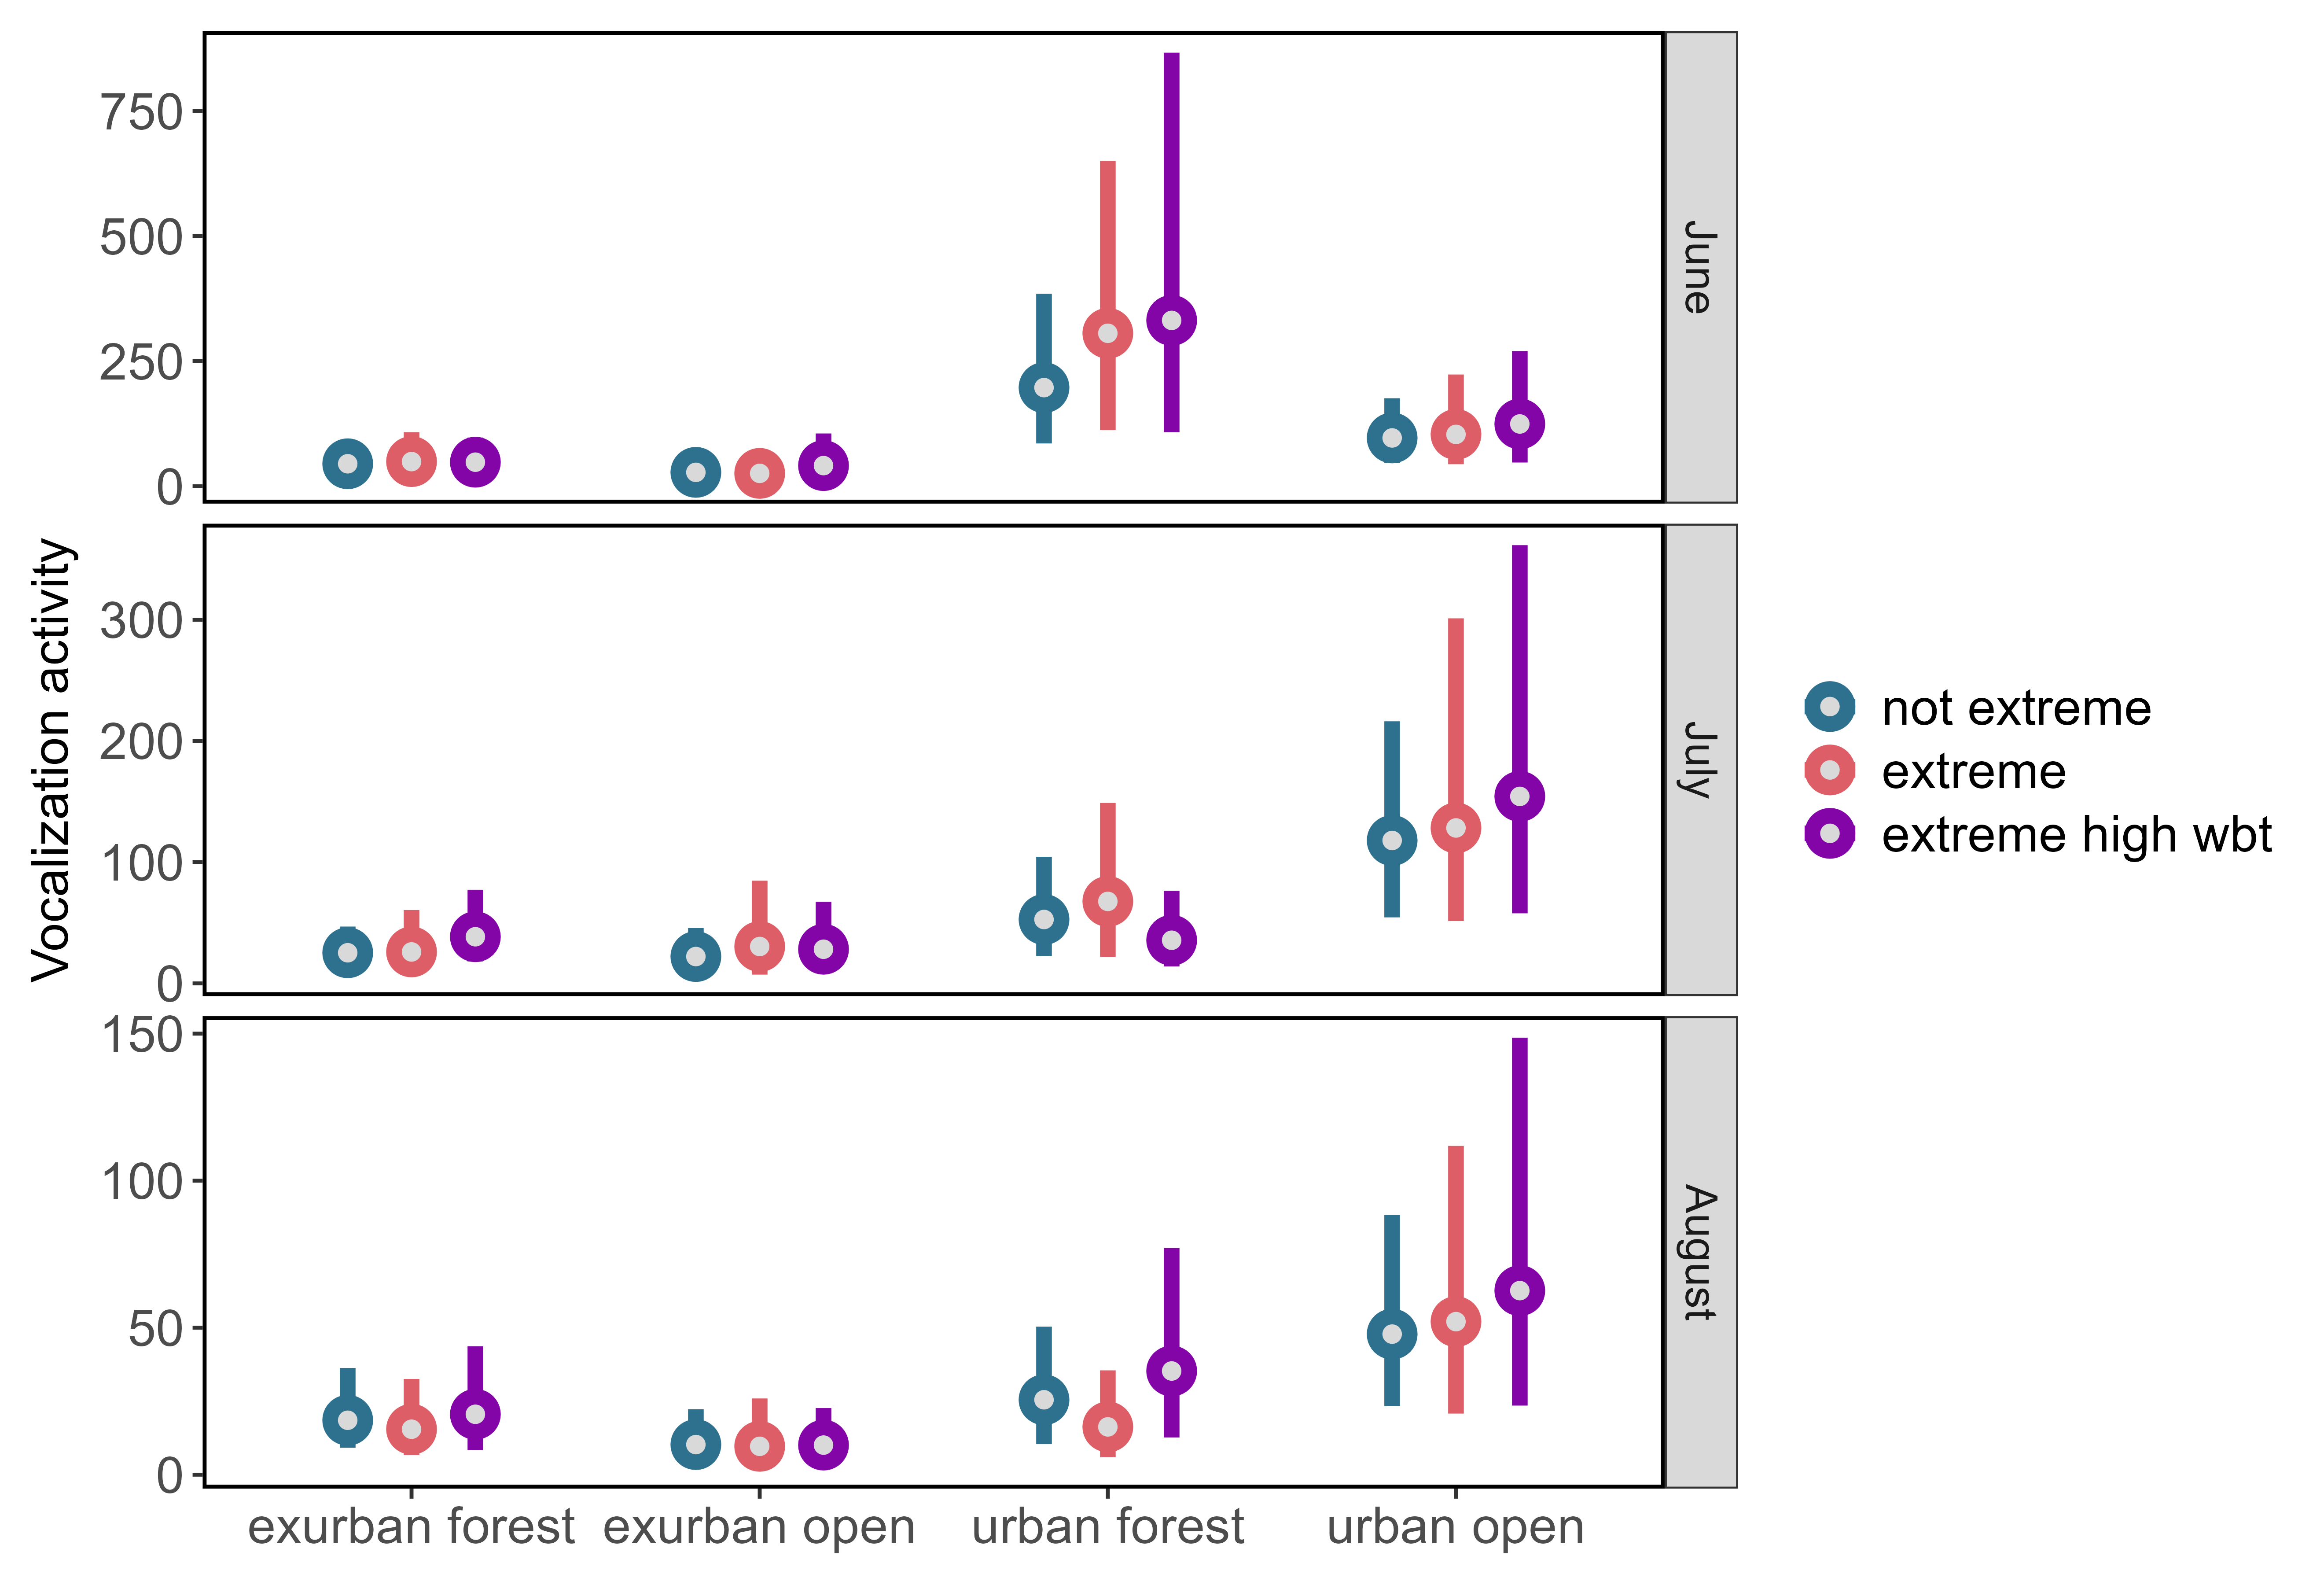 Vocalization activity
750
500
250
0
June
300
200
100
0
July
150
100
50
0
August
exurban forest exurban open urban forest urban open
not extreme
extreme
extreme high wbt